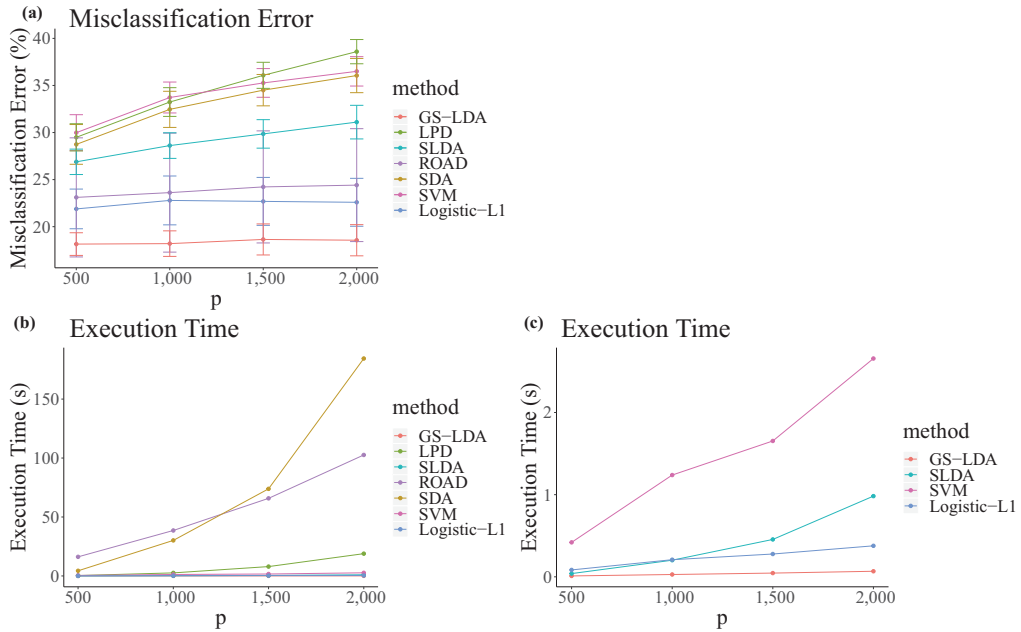 (a) Misclassification Error
Misclassification Error (%)
40
35
30
25
20
500 1,000 1,500 2,000
p
method
GS−LDA
LPD
SLDA
ROAD
SDA
SVM
Logistic−L1
(b) Execution Time
Execution Time (s)
150
100
50
0
500 1,000 1,500 2,000
p
method
GS−LDA
LPD
SLDA
ROAD
SDA
SVM
Logistic−L1
(c) Execution Time
Execution Time (s)
2
1
0
500 1,000 1,500 2,000
p
method
GS−LDA
SLDA
SVM
Logistic−L1